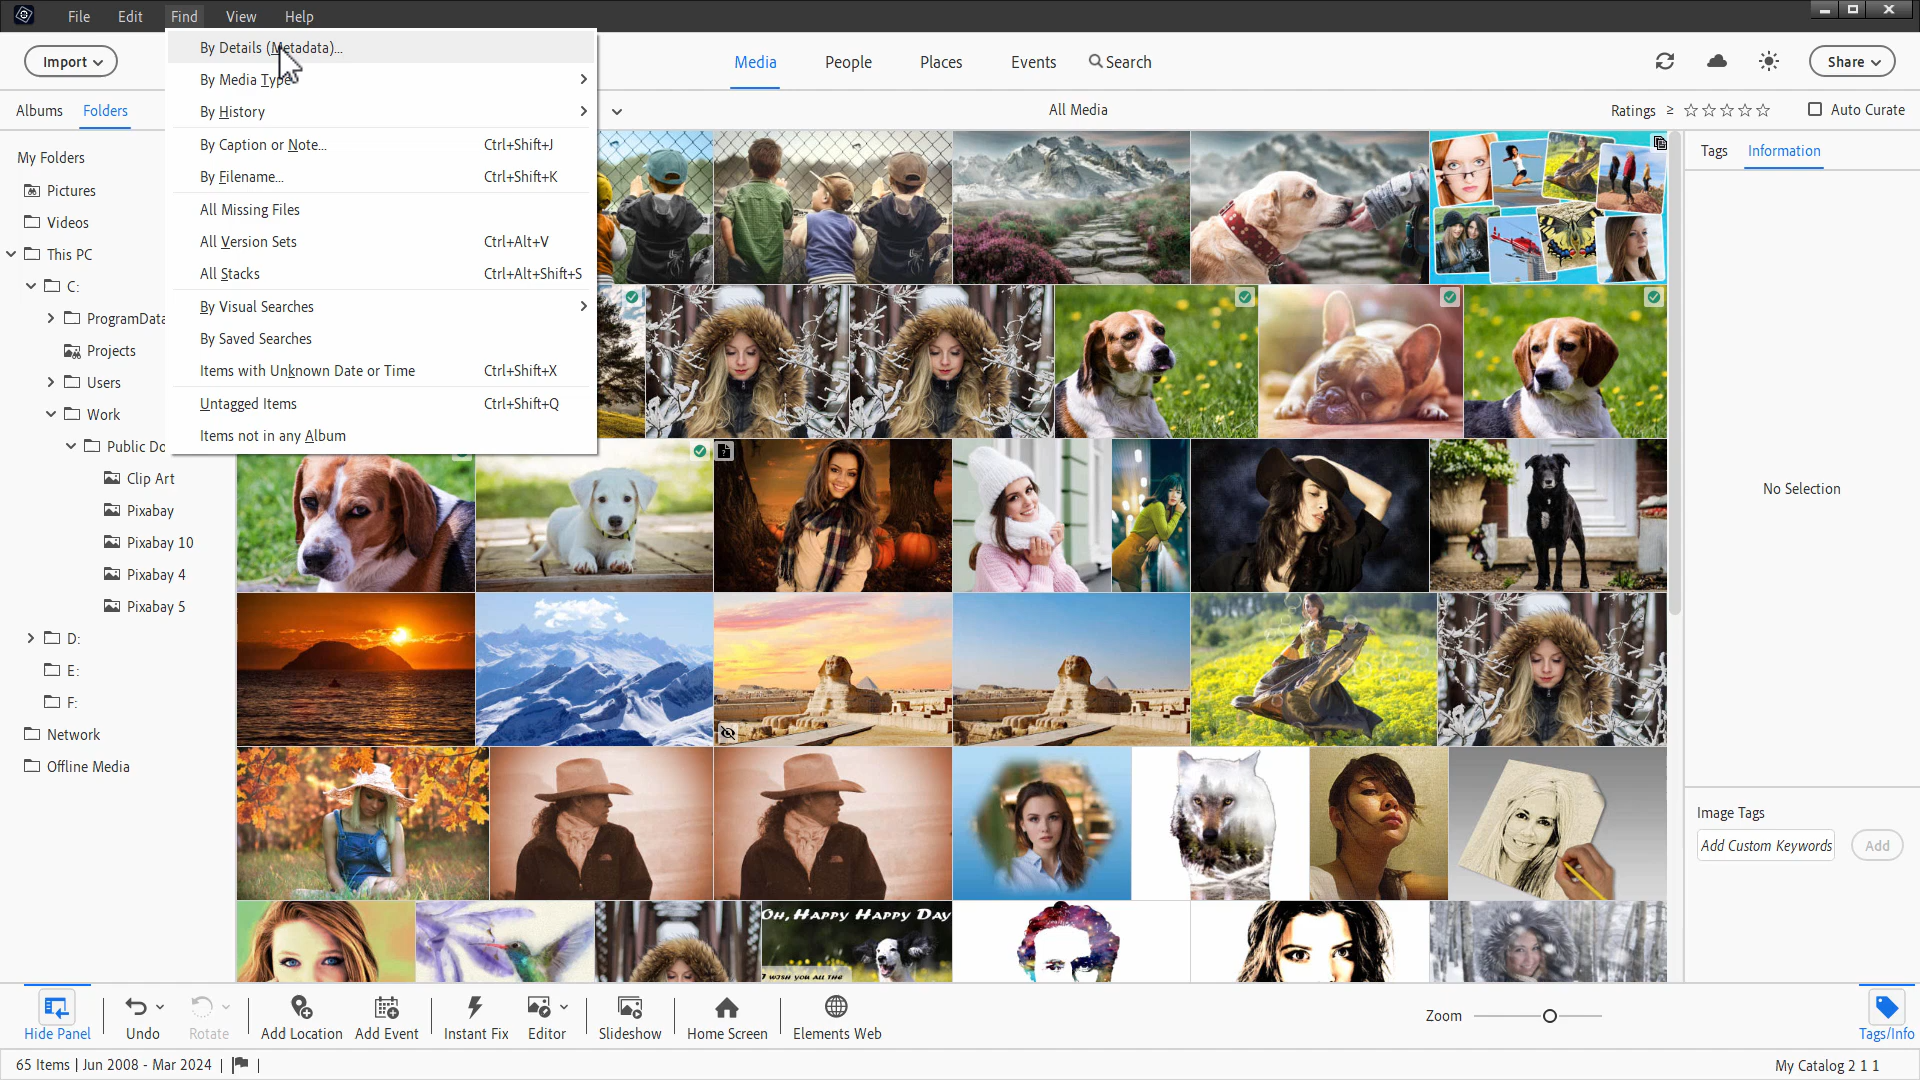 File Edit Find View Help
Import Media People Places Events Search Share
Albums Folders All Media Ratings ≥ Auto Curate
By Details (Metadata)...
By Media Type
By History
By Caption or Note... Ctrl+Shift+J
By Filename... Ctrl+Shift+K
All Missing Files
All Version Sets Ctrl+Alt+V
All Stacks Ctrl+Alt+Shift+S
By Visual Searches
By Saved Searches
Items with Unknown Date or Time Ctrl+Shift+X
Untagged Items Ctrl+Shift+Q
Items not in any Album
My Folders
Pictures
Videos
This PC
C:
ProgramData
Projects
Users
Work
Public Do
Clip Art
Pixabay
Pixabay 10
Pixabay 4
Pixabay 5
D:
E:
F:
Network
Offline Media
OH, HAPPY HAPPY DAY
I WISH YOU ALL THE
Tags Information
No Selection
Image Tags
Add Custom Keywords Add
Hide Panel Undo Rotate Add Location Add Event Instant Fix Editor Slideshow Home Screen Elements Web Zoom Tags/Info
65 Items | Jun 2008 - Mar 2024 | | My Catalog 2 1 1